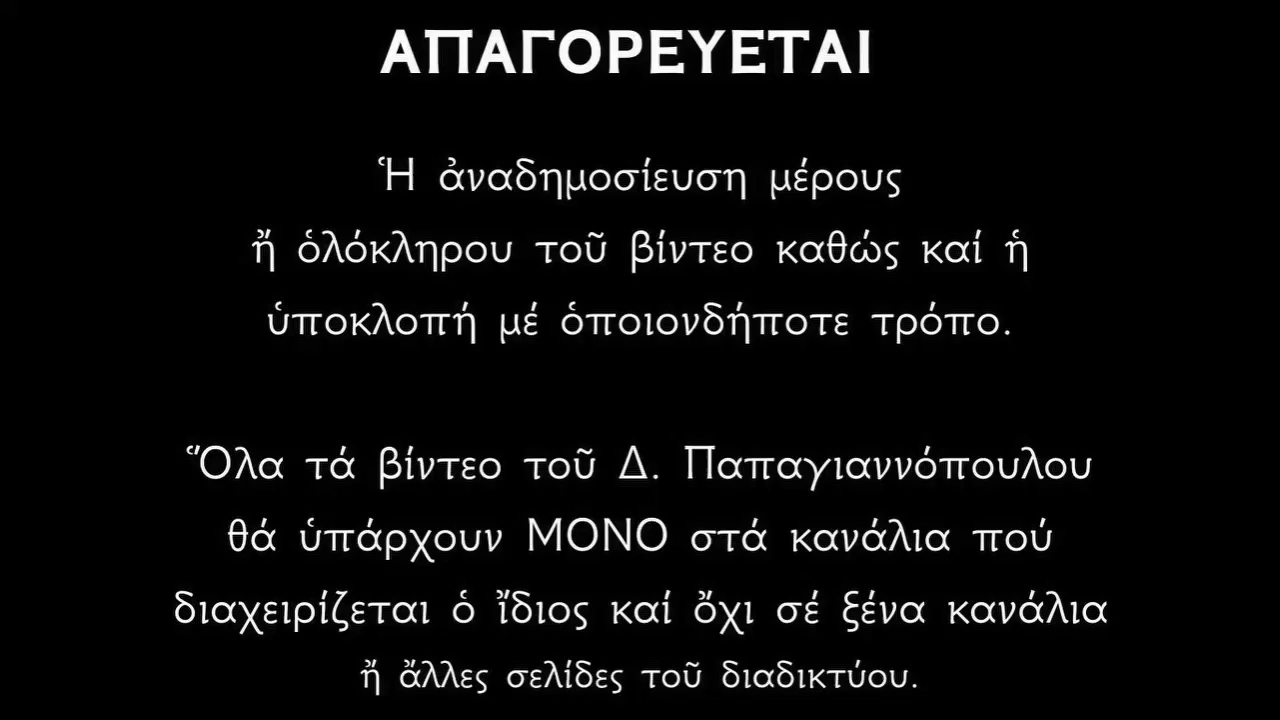 ΑΠΑΓΟΡΕΥΕΤΑΙ
Ἡ ἀναδημοσίευση μέρους
ἤ ὁλόκληρου τοῦ βίντεο καθώς καί ἡ
ὑποκλοπή μέ ὁποιονδήποτε τρόπο.
Ὅλα τά βίντεο τοῦ Δ. Παπαγιαννόπουλου
θά ὑπάρχουν ΜΟΝΟ στά κανάλια πού
διαχειρίζεται ὁ ἴδιος καί ὄχι σέ ξένα κανάλια
ἤ ἄλλες σελίδες τοῦ διαδικτύου.